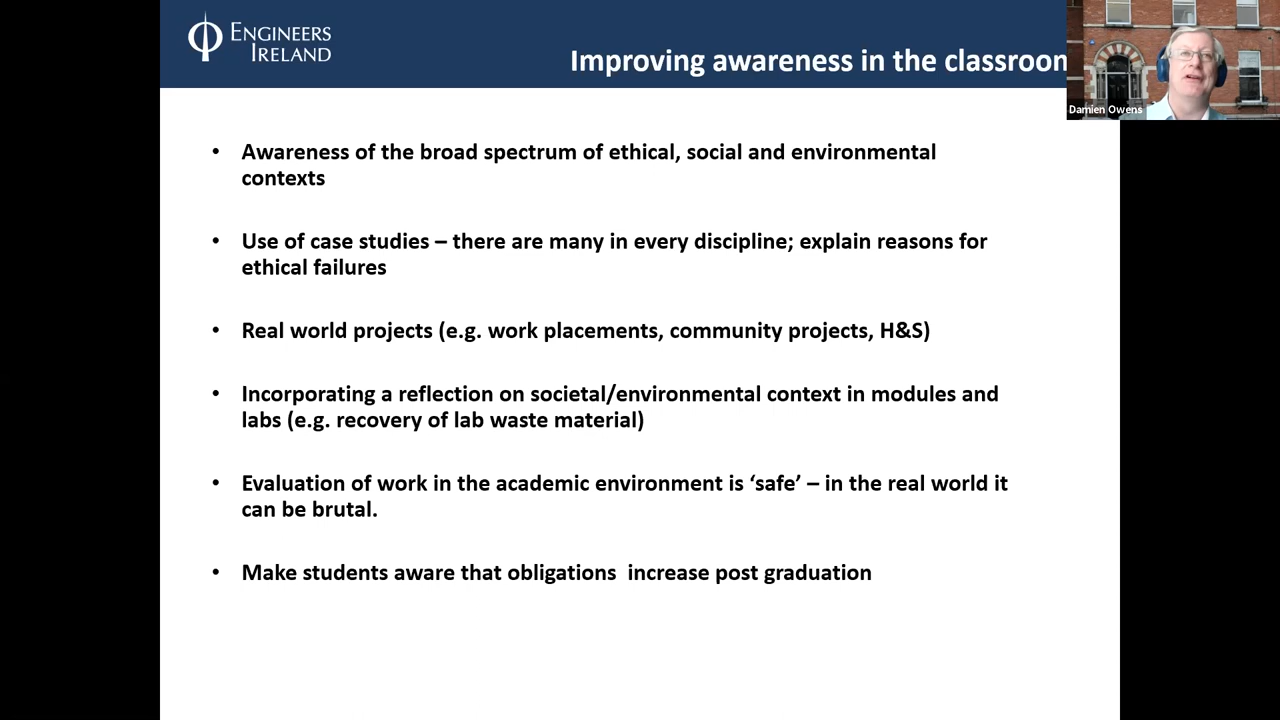 ENGINEERS
IRELAND
Improving awareness in the classroom
Damien Owens
• Awareness of the broad spectrum of ethical, social and environmental
contexts
• Use of case studies – there are many in every discipline; explain reasons for
ethical failures
• Real world projects (e.g. work placements, community projects, H&S)
• Incorporating a reflection on societal/environmental context in modules and
labs (e.g. recovery of lab waste material)
• Evaluation of work in the academic environment is ‘safe’ – in the real world it
can be brutal.
• Make students aware that obligations  increase post graduation